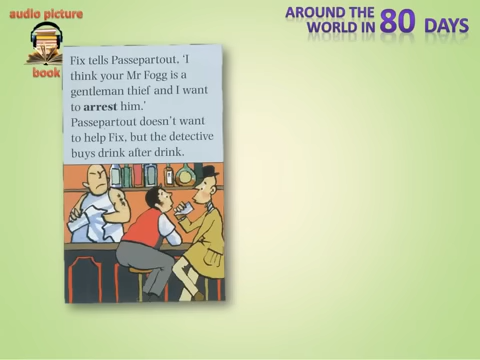 audio picture
book
AROUND THE
WORLD IN 80 DAYS
Fix tells Passepartout, ‘I
think your Mr Fogg is a
gentleman thief and I want
to arrest him.’
Passepartout doesn’t want
to help Fix, but the detective
buys drink after drink.